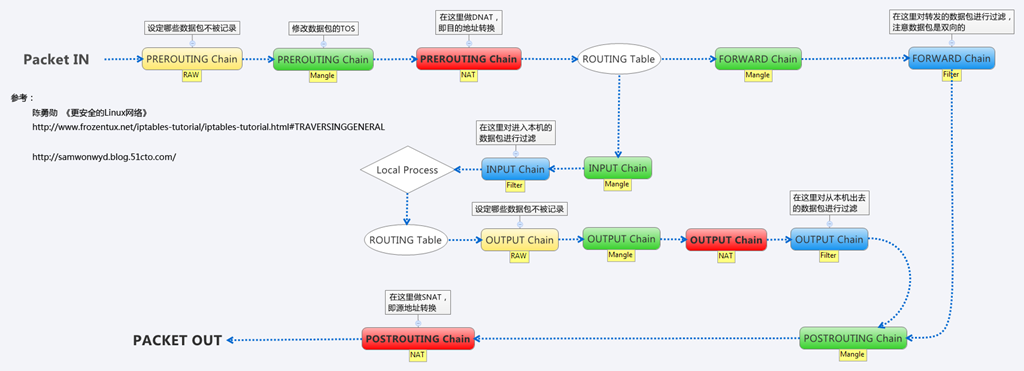 设定哪些数据包不被记录
修改数据包的TOS
在这里做DNAT，
即目的地址转换
在这里对转发的数据包进行过滤，
注意数据包是双向的
Packet IN
PREROUTING Chain
RAW
PREROUTING Chain
Mangle
PREROUTING Chain
NAT
ROUTING Table
FORWARD Chain
Mangle
FORWARD Chain
Filter
参考：
陈勇勋 《更安全的Linux网络》
http://www.frozentux.net/iptables-tutorial/iptables-tutorial.html#TRAVERSINGGENERAL
http://samwonwyd.blog.51cto.com/
在这里对进入本机的
数据包进行过滤
Local Process
INPUT Chain
Filter
INPUT Chain
Mangle
设定哪些数据包不被记录
在这里对从本机出去
的数据包进行过滤
ROUTING Table
OUTPUT Chain
RAW
OUTPUT Chain
Mangle
OUTPUT Chain
NAT
OUTPUT Chain
Filter
在这里做SNAT，
即源地址转换
PACKET OUT
POSTROUTING Chain
NAT
POSTROUTING Chain
Mangle